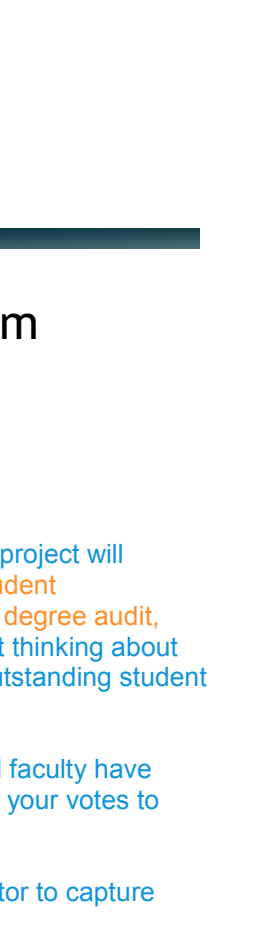 m
project will
udent
degree audit,
t thinking about
utstanding student
l faculty have
your votes to
tor to capture